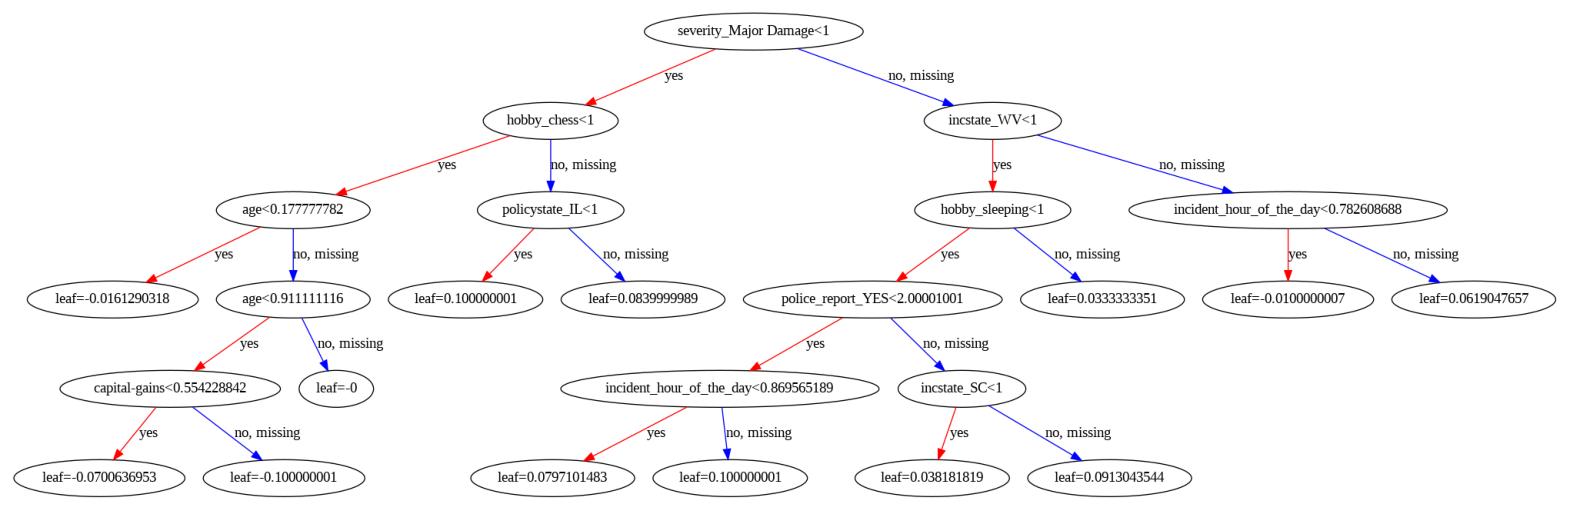 severity_Major Damage<1
yes
no, missing
hobby_chess<1
incstate_WV<1
yes
no, missing
yes
no, missing
age<0.177777782
policystate_IL<1
hobby_sleeping<1
incident_hour_of_the_day<0.782608688
yes
no, missing
yes
no, missing
yes
no, missing
yes
no, missing
leaf=-0.0161290318
age<0.911111116
leaf=0.100000001
leaf=0.0839999989
police_report_YES<2.00001001
leaf=0.0333333351
leaf=-0.0100000007
leaf=0.0619047657
yes
no, missing
yes
no, missing
capital-gains<0.554228842
leaf=-0
incident_hour_of_the_day<0.869565189
incstate_SC<1
yes
no, missing
yes
no, missing
yes
no, missing
leaf=-0.0700636953
leaf=-0.100000001
leaf=0.0797101483
leaf=0.100000001
leaf=0.038181819
leaf=0.0913043544